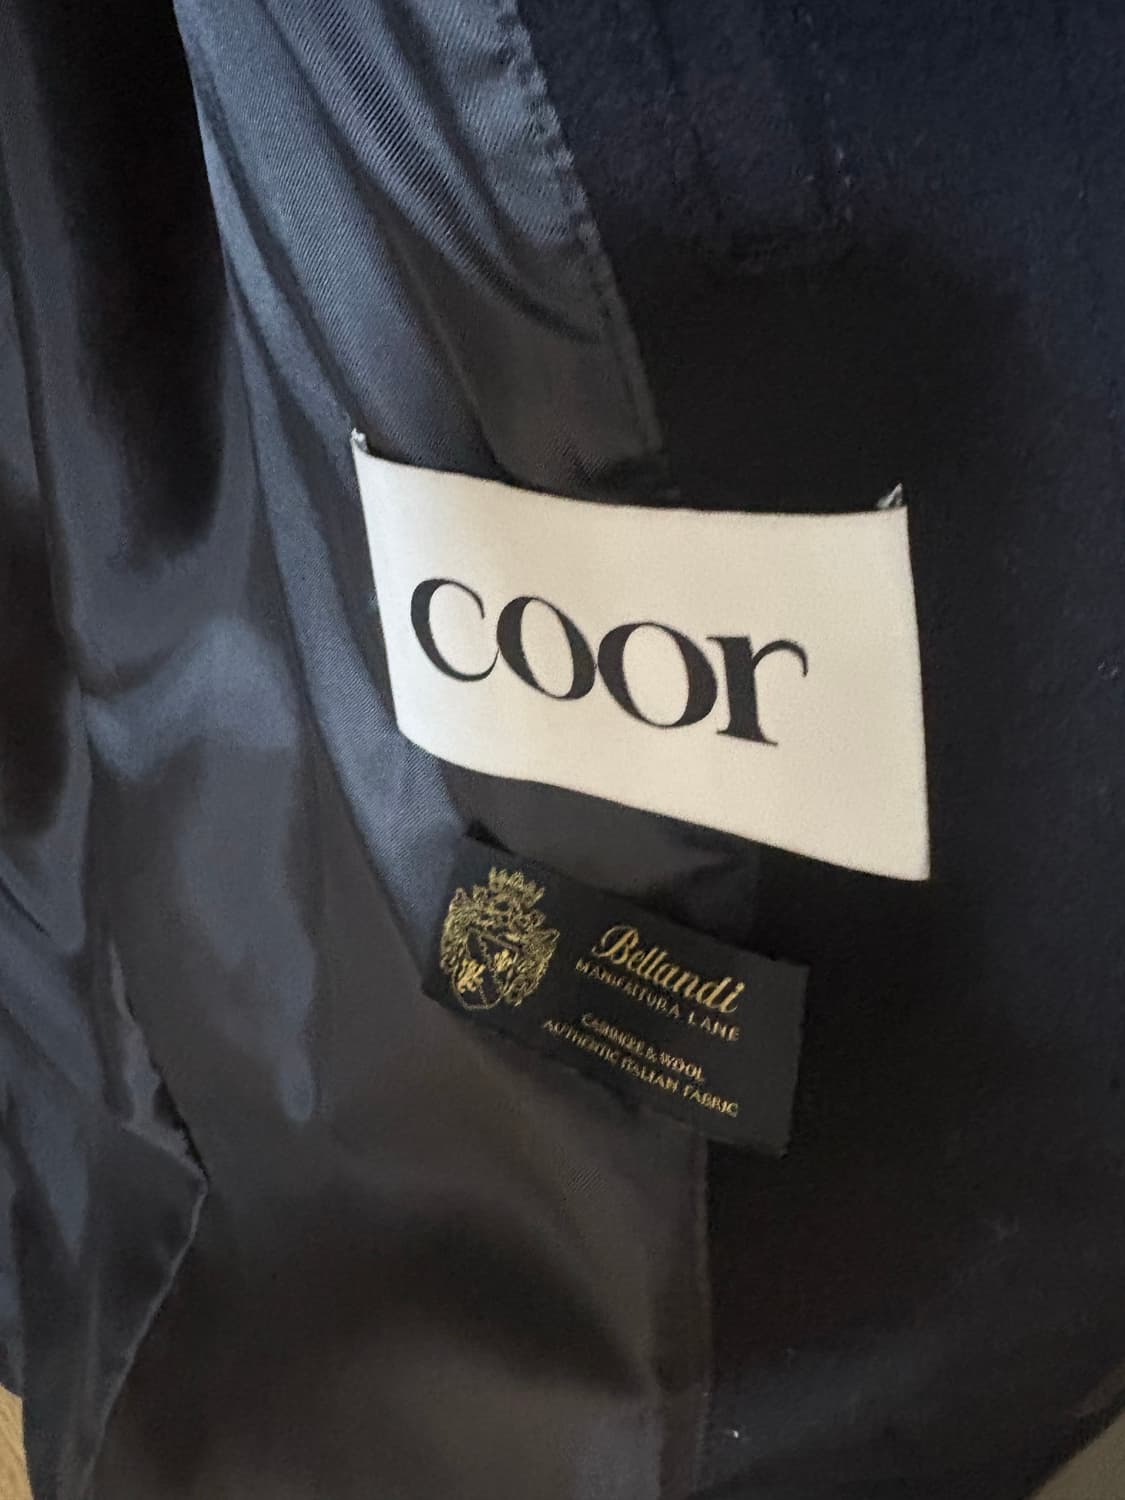 coor
Bellandi
MANIFATTURA LANE
CASHMERE & WOOL
AUTHENTIC ITALIAN FABRIC